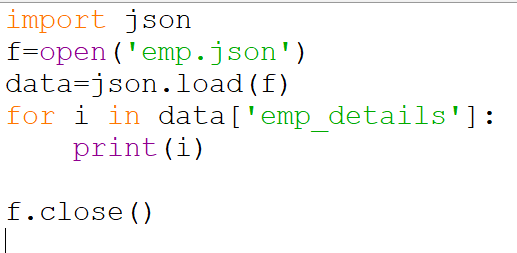 import json
f=open('emp.json')
data=json.load(f)
for i in data['emp_details']:
    print(i)

f.close()